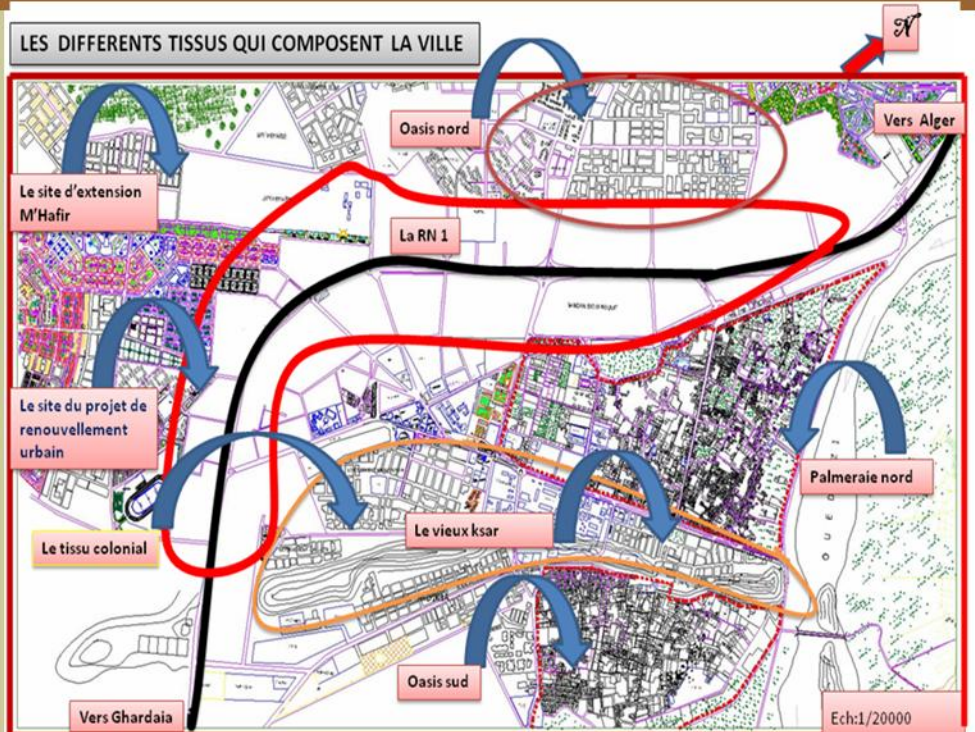 LES DIFFERENTS TISSUS QUI COMPOSENT LA VILLE
N
Oasis nord
Vers Alger
Le site d'extension
M'Hafir
La RN 1
Le site du projet de
renouvellement
urbain
Palmeraie nord
Le vieux ksar
Le tissu colonial
Oasis sud
Vers Ghardaia
Ech:1/20000